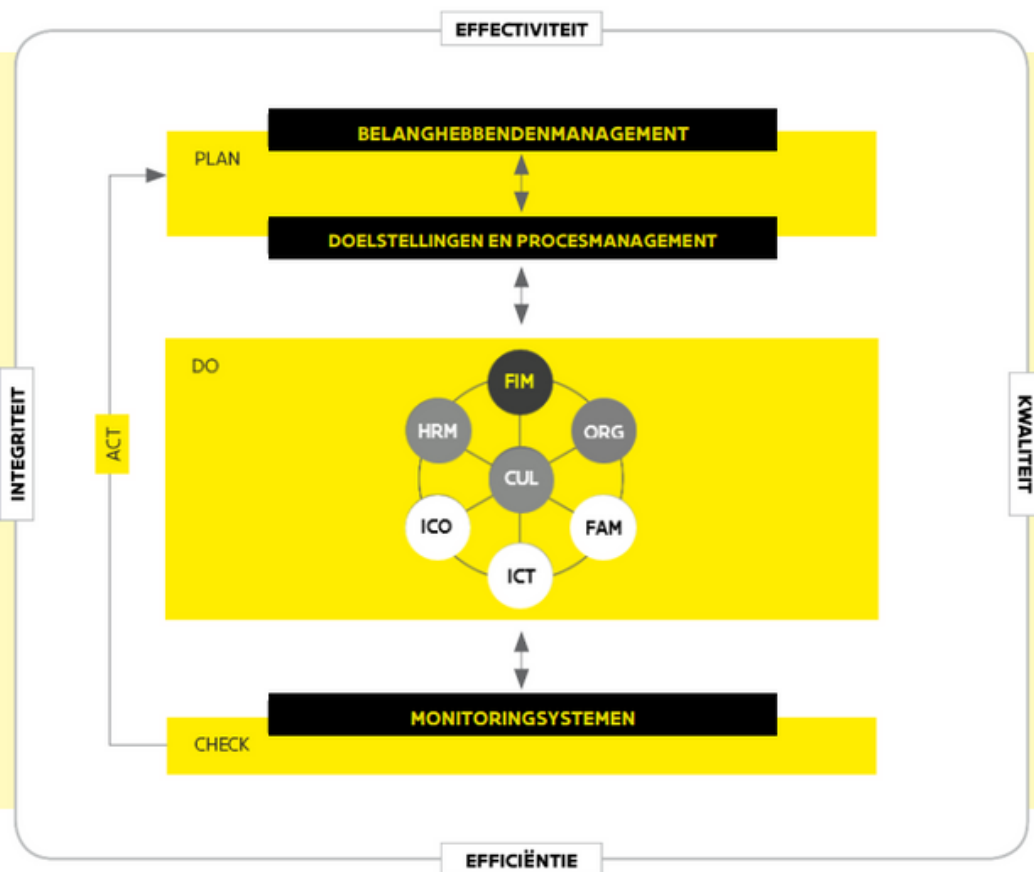 EFFECTIVITEIT
BELANGHEBBENDENMANAGEMENT
PLAN
DOELSTELLINGEN EN PROCESMANAGEMENT
DO
FIM
HRM
ORG
CUL
ICO
FAM
ICT
INTEGRITEIT
ACT
KWALITEIT
MONITORINGSYSTEMEN
CHECK
EFFICIËNTIE